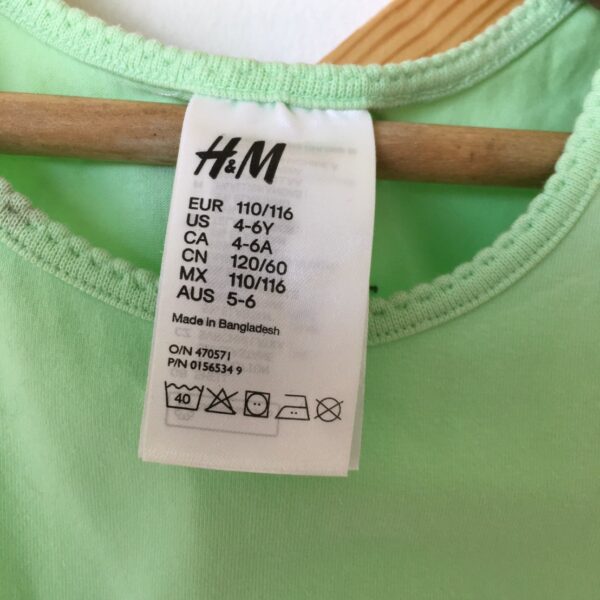 H&M
EUR 110/116
US 4-6Y
CA 4-6A
CN 120/60
MX 110/116
AUS 5-6
Made in Bangladesh
O/N 470571
P/N 0156534 9
40